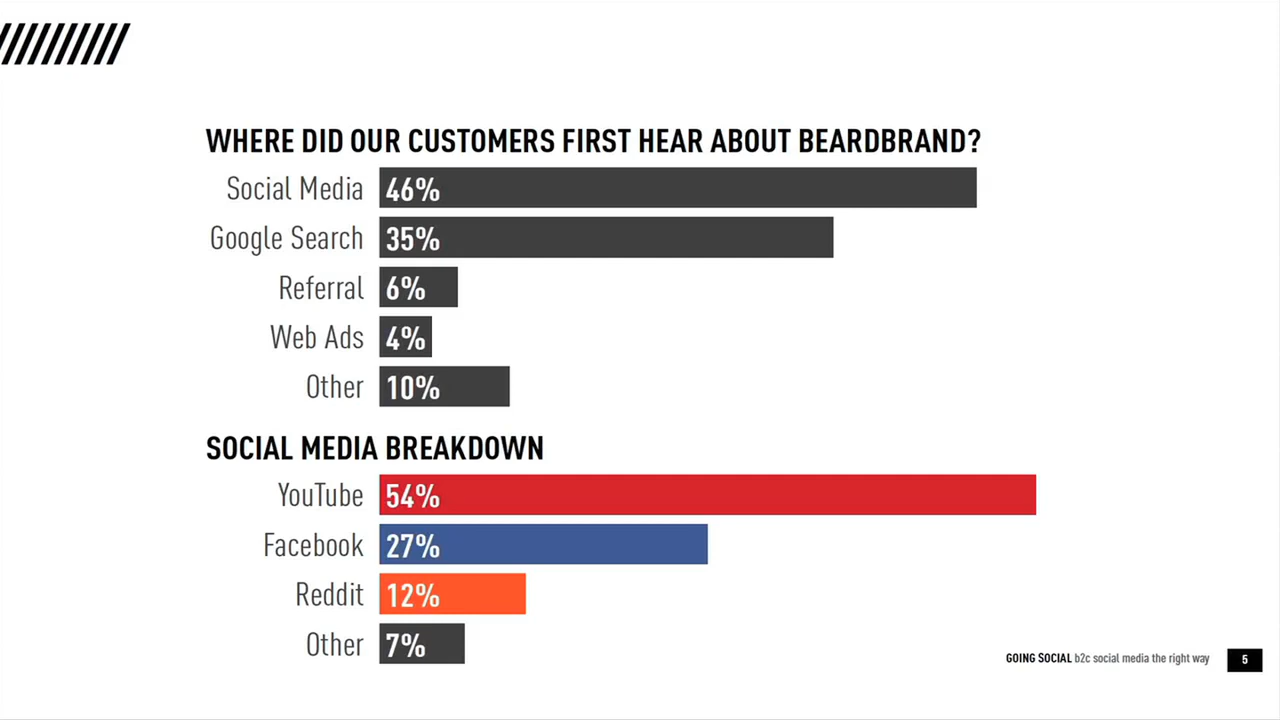 WHERE DID OUR CUSTOMERS FIRST HEAR ABOUT BEARDBRAND?
Social Media 46%
Google Search 35%
Referral 6%
Web Ads 4%
Other 10%
SOCIAL MEDIA BREAKDOWN
YouTube 54%
Facebook 27%
Reddit 12%
Other 7%
GOING SOCIAL b2c social media the right way 5